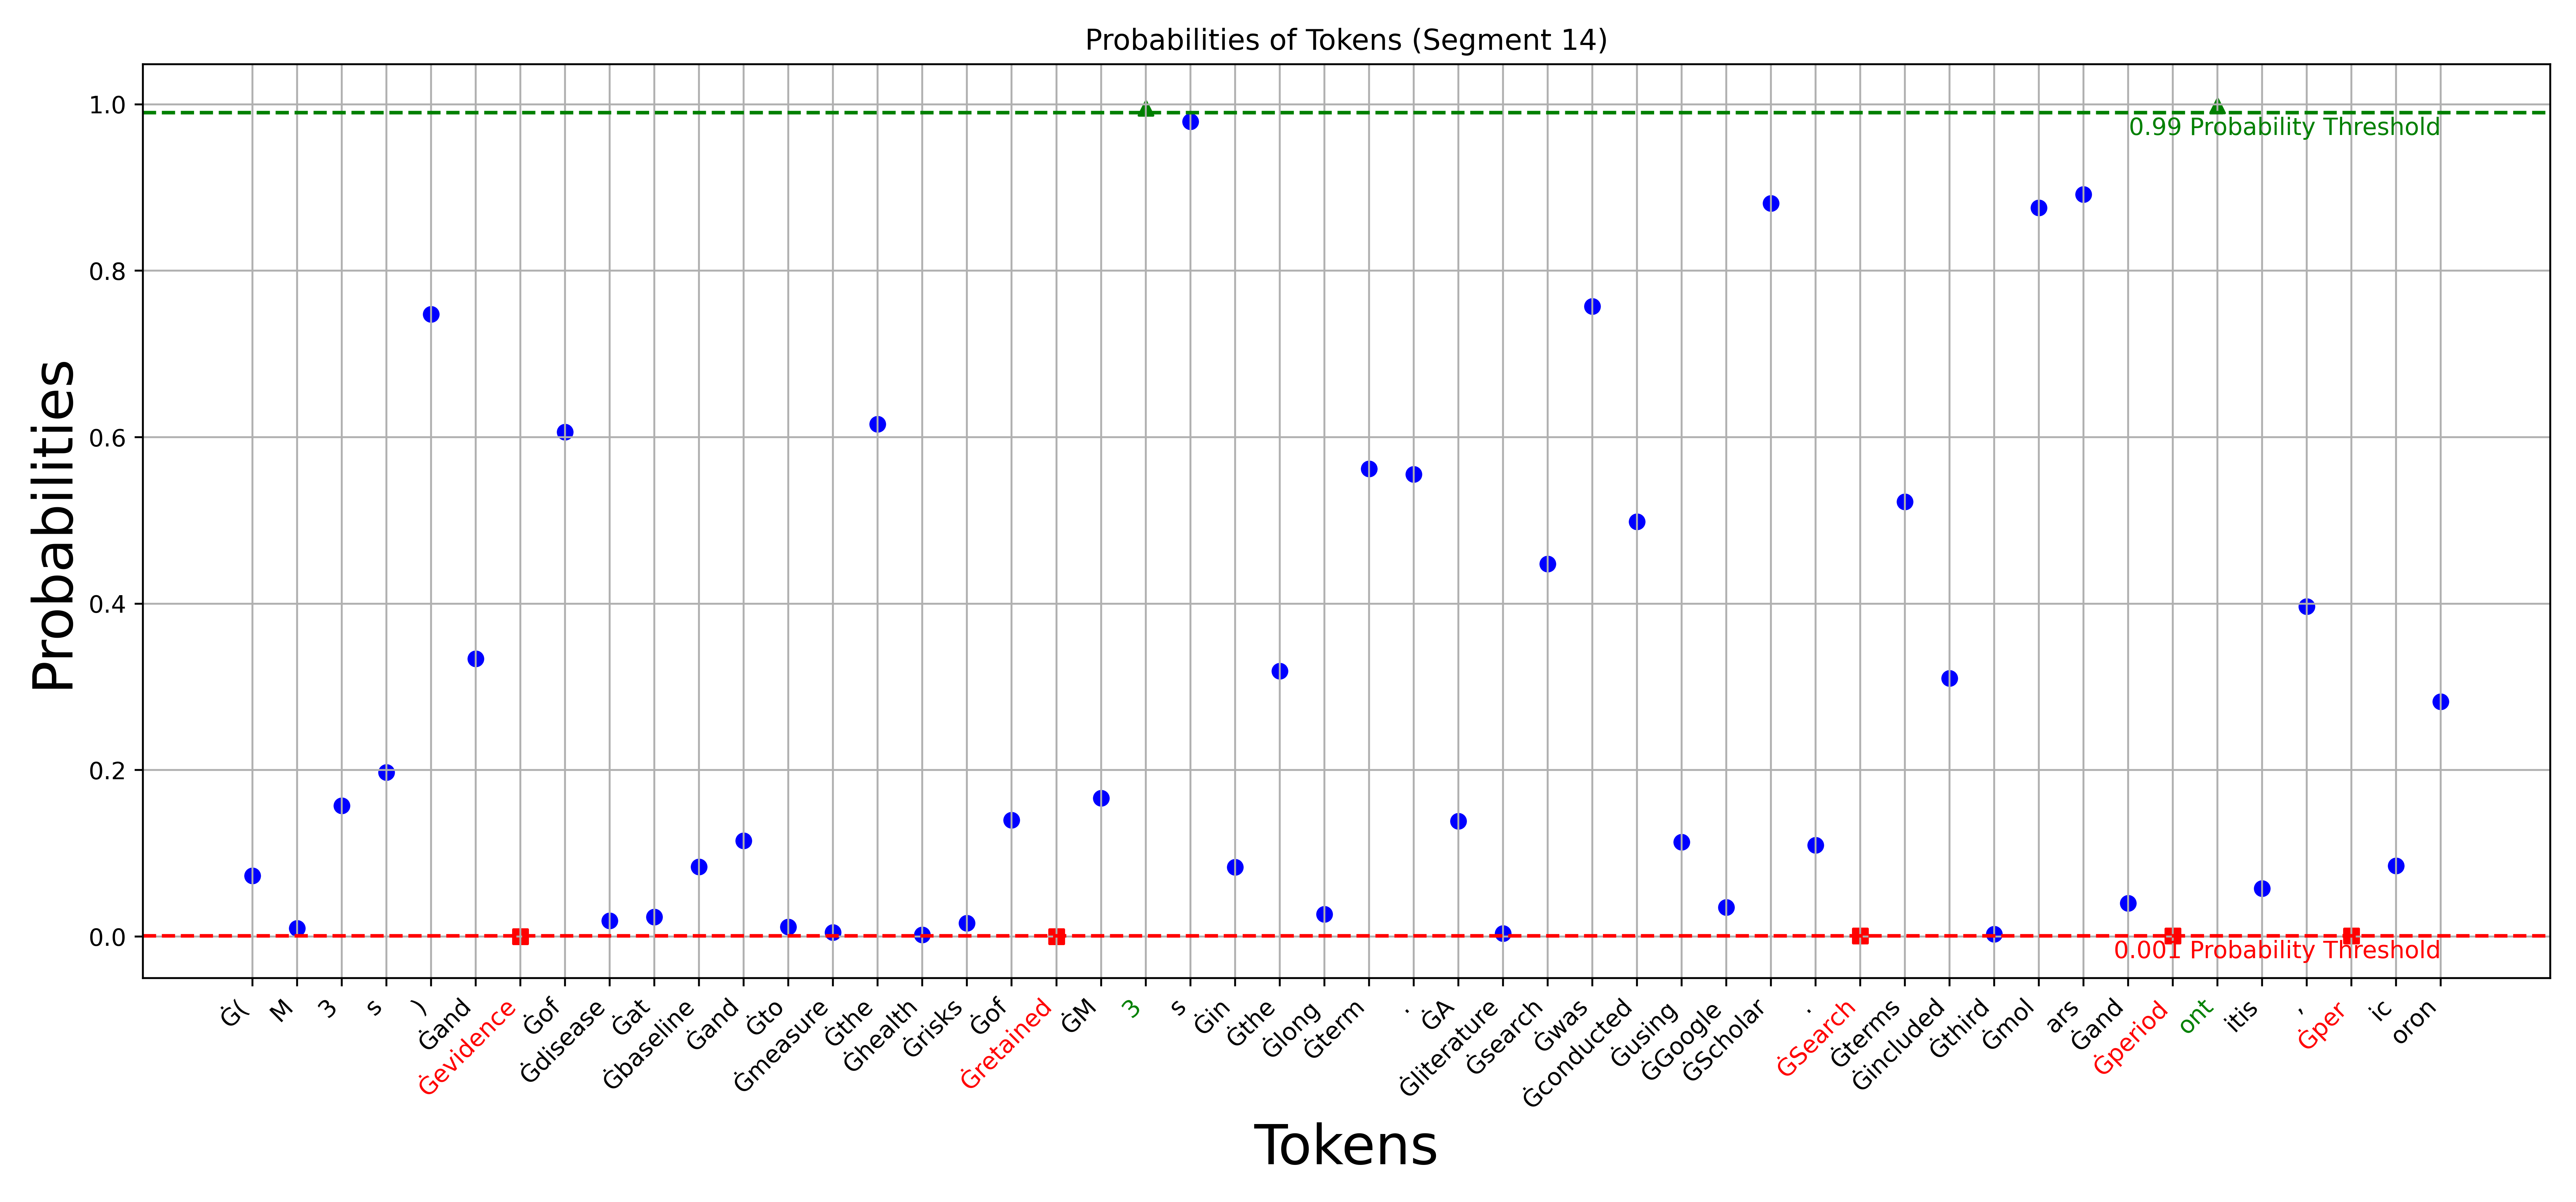 Probabilities of Tokens (Segment 14)
Probabilities
1.0
0.8
0.6
0.4
0.2
0.0
0.99 Probability Threshold
0.001 Probability Threshold
Ġ(
M
3
s
)
Ġand
Ġevidence
Ġof
Ġdisease
Ġat
Ġbaseline
Ġand
Ġto
Ġmeasure
Ġthe
Ġhealth
Ġrisks
Ġof
Ġretained
ĠM
3
s
Ġin
Ġthe
Ġlong
Ġterm
.
ĠA
Ġliterature
Ġsearch
Ġwas
Ġconducted
Ġusing
ĠGoogle
ĠScholar
.
ĠSearch
Ġterms
Ġincluded
Ġthird
Ġmol
ars
Ġand
Ġperiod
ont
itis
,
Ġper
ic
oron
Tokens